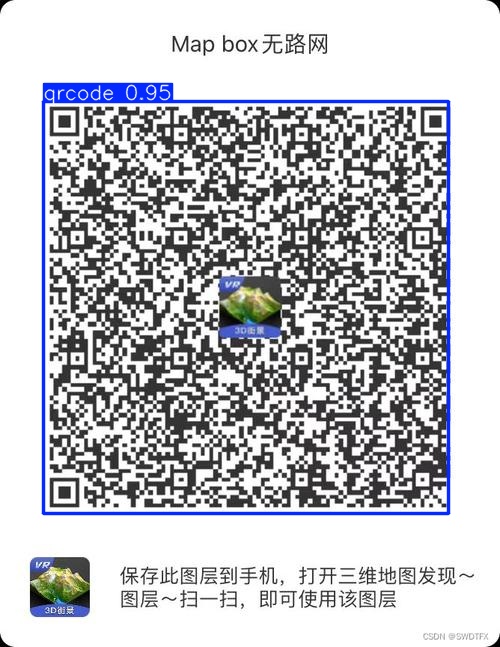 Map box无路网
qrcode 0.95
VR
3D街景
VR
3D街景
保存此图层到手机，打开三维地图发现～
图层～扫一扫，即可使用该图层
CSDN @SWDTFX